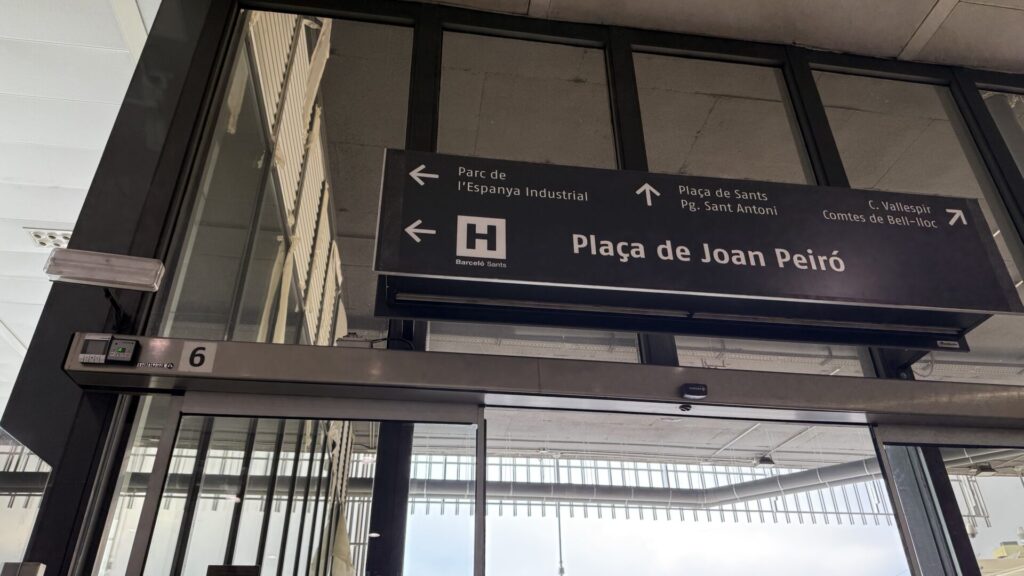 Parc de
l'Espanya Industrial
Plaça de Sants
Pg. Sant Antoni
C. Vallespir
Comtes de Bell-lloc
H
Barceló Sants
Plaça de Joan Peiró
6